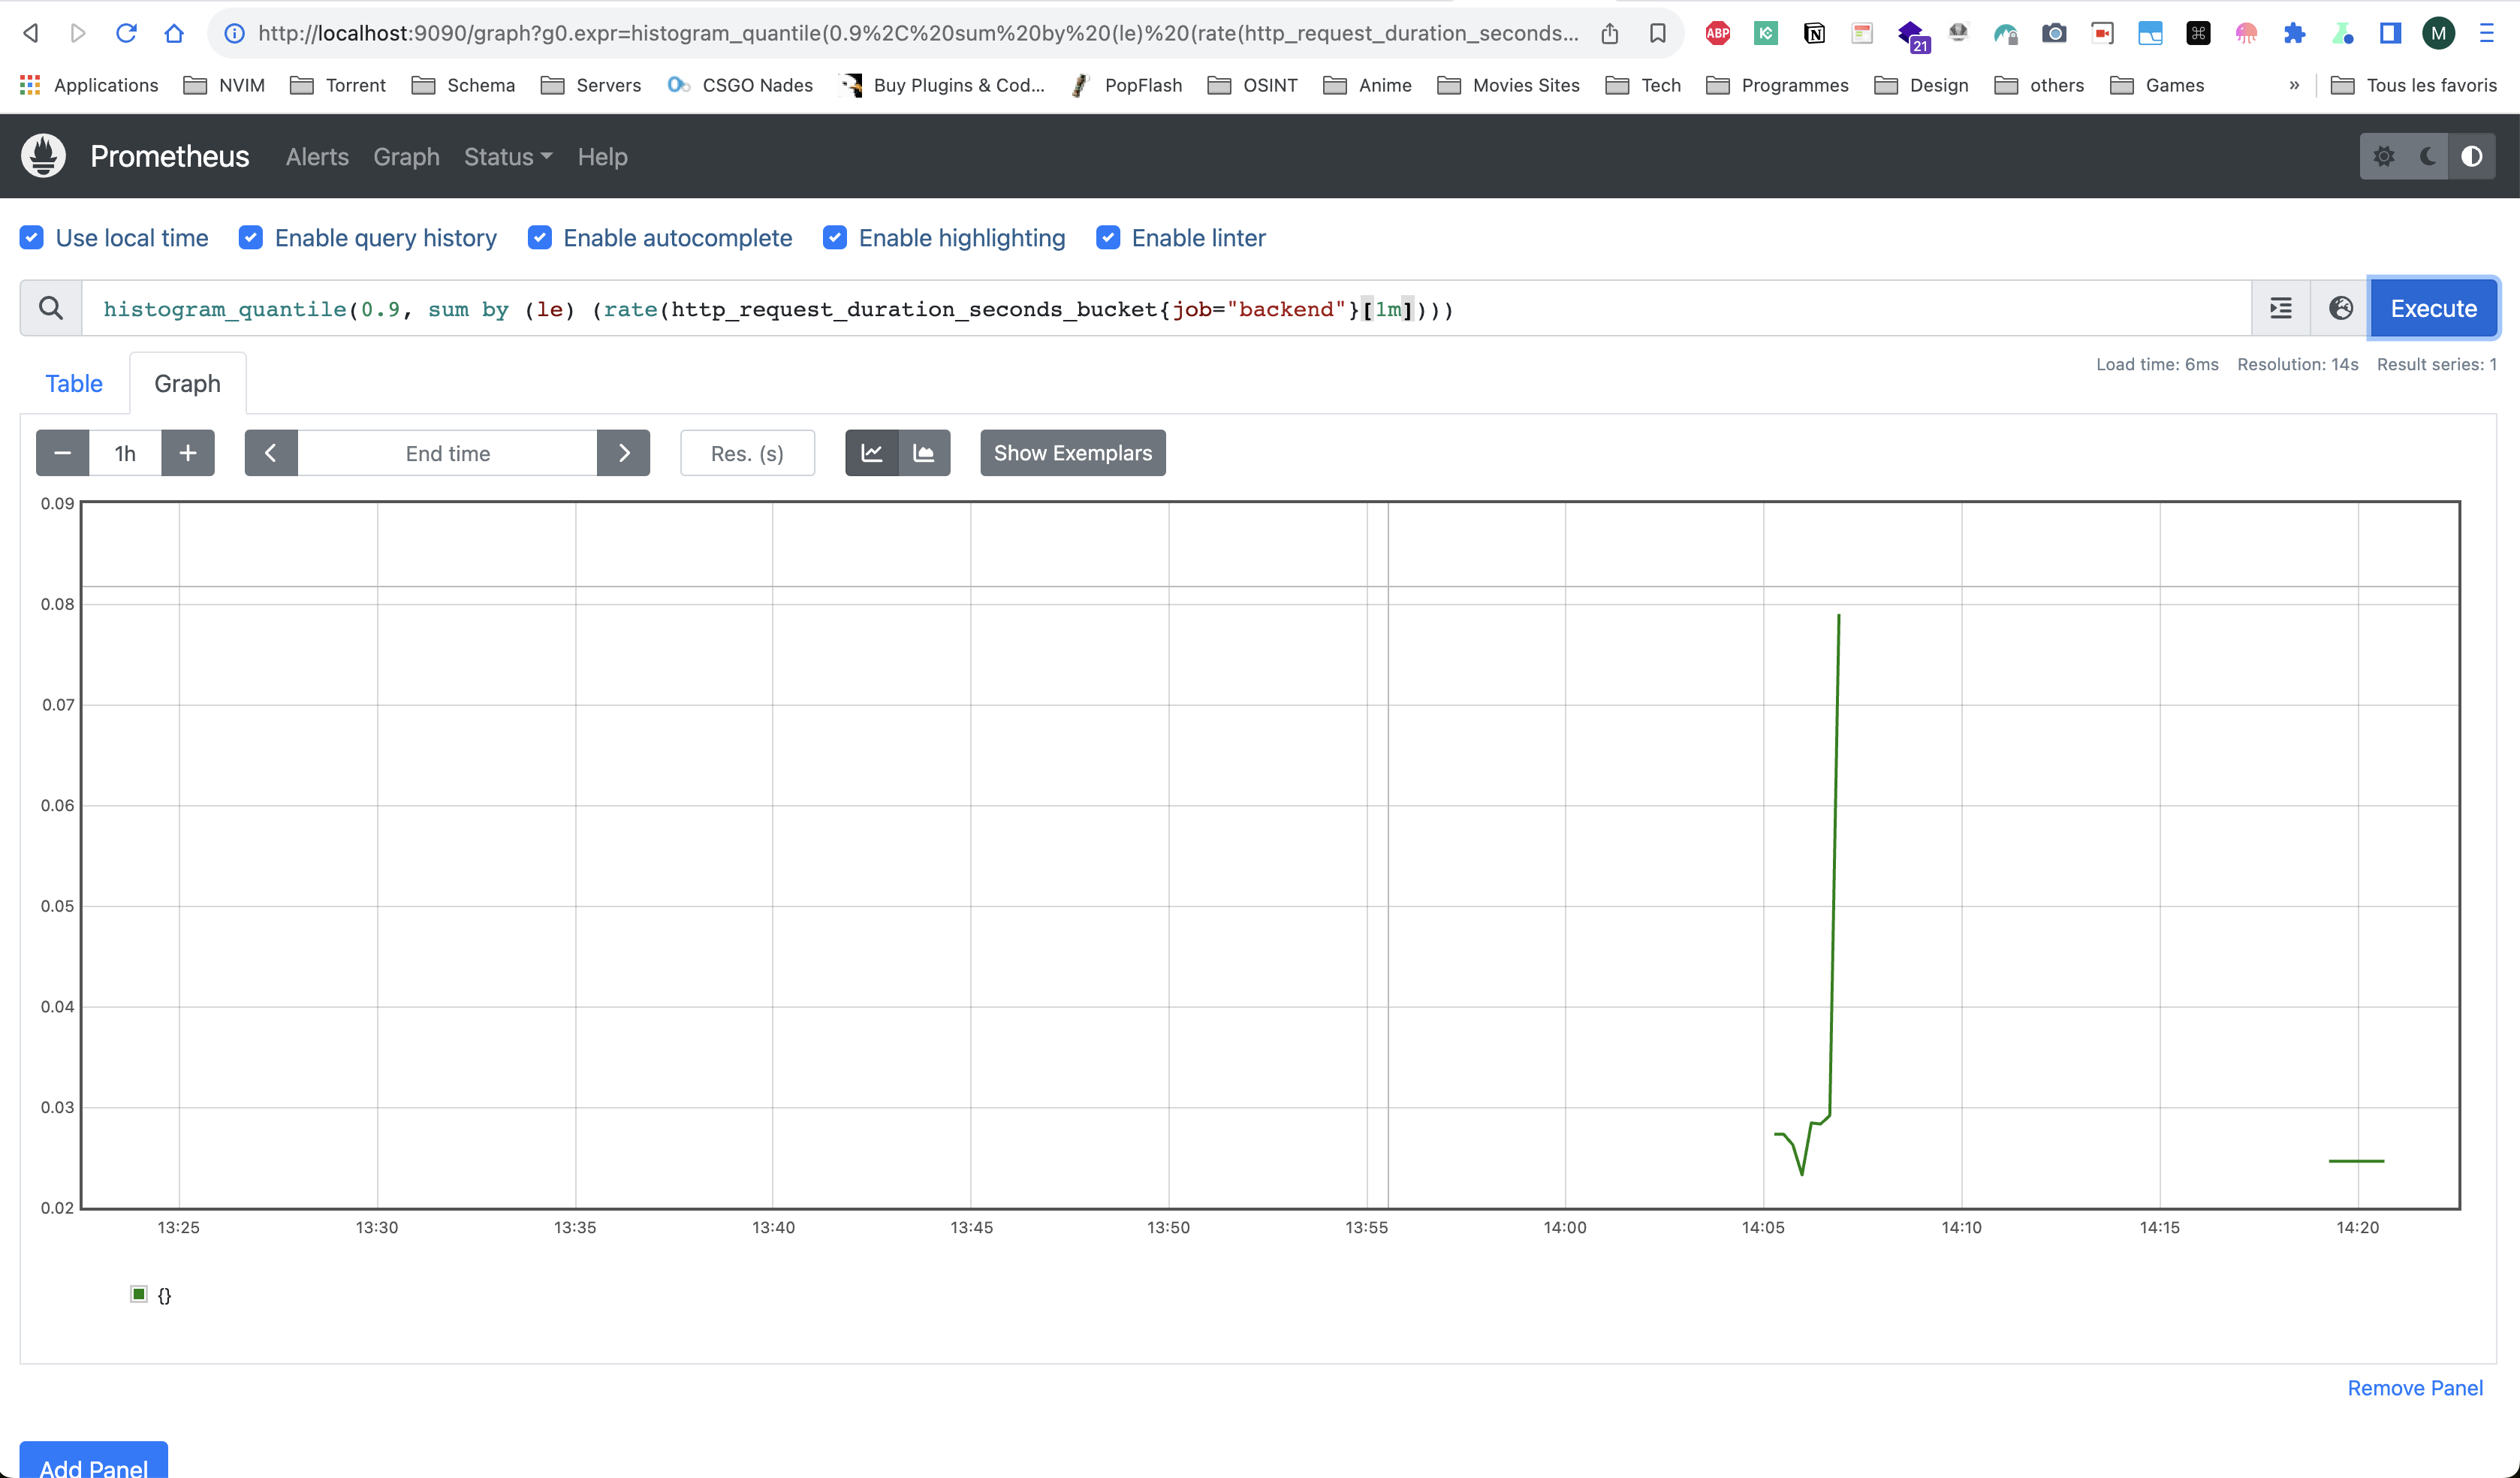 http://localhost:9090/graph?g0.expr=histogram_quantile(0.9%2C%20sum%20by%20(le)%20(rate(http_request_duration_seconds...
ABP
21
M
Applications NVIM Torrent Schema Servers CSGO Nades Buy Plugins & Cod... PopFlash OSINT Anime Movies Sites Tech Programmes Design others Games » Tous les favoris
Prometheus Alerts Graph Status Help
Use local time Enable query history Enable autocomplete Enable highlighting Enable linter
histogram_quantile(0.9, sum by (le) (rate(http_request_duration_seconds_bucket{job="backend"}[1m])))
Execute
Load time: 6ms Resolution: 14s Result series: 1
Table Graph
1h End time Res. (s) Show Exemplars
0.09
0.08
0.07
0.06
0.05
0.04
0.03
0.02
13:25 13:30 13:35 13:40 13:45 13:50 13:55 14:00 14:05 14:10 14:15 14:20
{}
Remove Panel
Add Panel